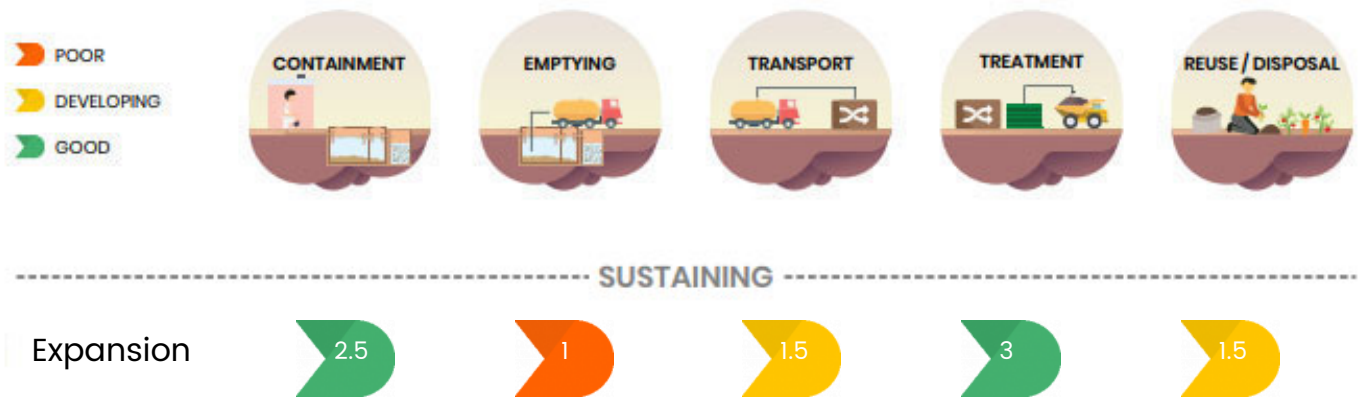 POOR
DEVELOPING
GOOD
CONTAINMENT
EMPTYING
TRANSPORT
TREATMENT
REUSE / DISPOSAL
SUSTAINING
Expansion
2.5
1
1.5
3
1.5